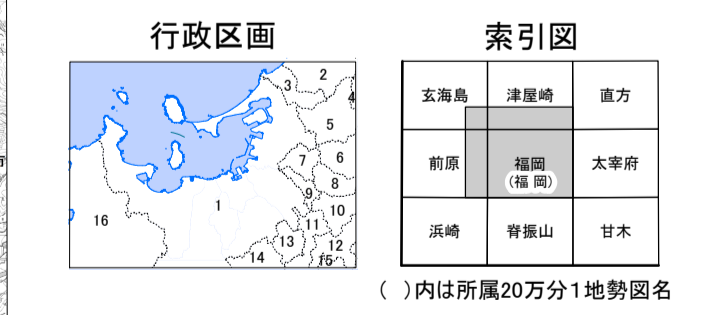 行政区画
2
3
4
5
7
6
8
9
10
1
16
11
13
12
14
15
索引図
玄海島 津屋崎 直方
前原 福岡 太宰府
(福 岡)
浜崎 脊振山 甘木
( )内は所属20万分1地勢図名